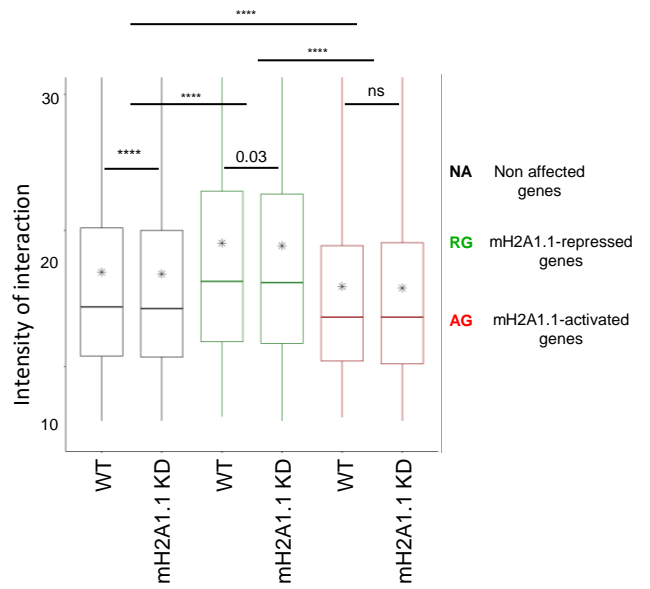 ****
****
30
****
ns
****
0.03
NA Non affected
genes
RG mH2A1.1-repressed
genes
AG mH2A1.1-activated
genes
20
10
Intensity of interaction
WT
mH2A1.1 KD
WT
mH2A1.1 KD
WT
mH2A1.1 KD